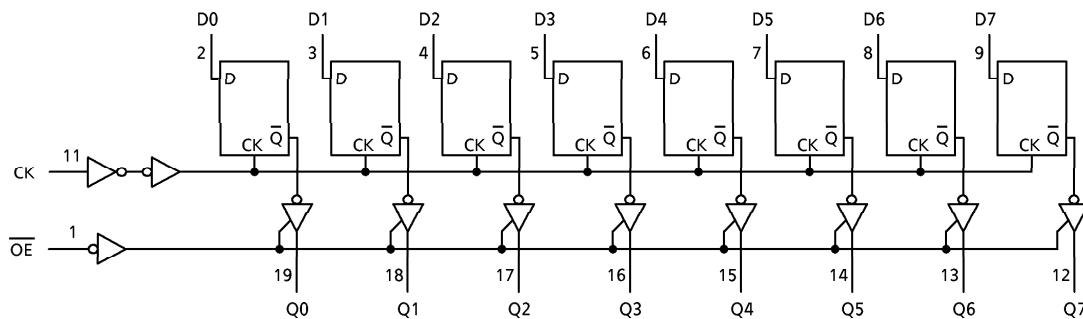 D0 D1 D2 D3 D4 D5 D6 D7
2 3 4 5 6 7 8 9
D D D D D D D D
Q̅ Q̅ Q̅ Q̅ Q̅ Q̅ Q̅ Q̅
CK CK CK CK CK CK CK CK
CK 11
O̅E̅ 1
19 18 17 16 15 14 13 12
Q0 Q1 Q2 Q3 Q4 Q5 Q6 Q7